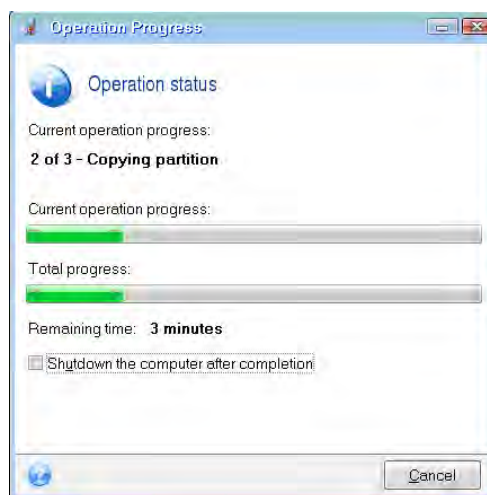 Operation Progress
Operation status
Current operation progress:
2 of 3 - Copying partition
Current operation progress:
Total progress:
Remaining time: 3 minutes
Shutdown the computer after completion
Cancel